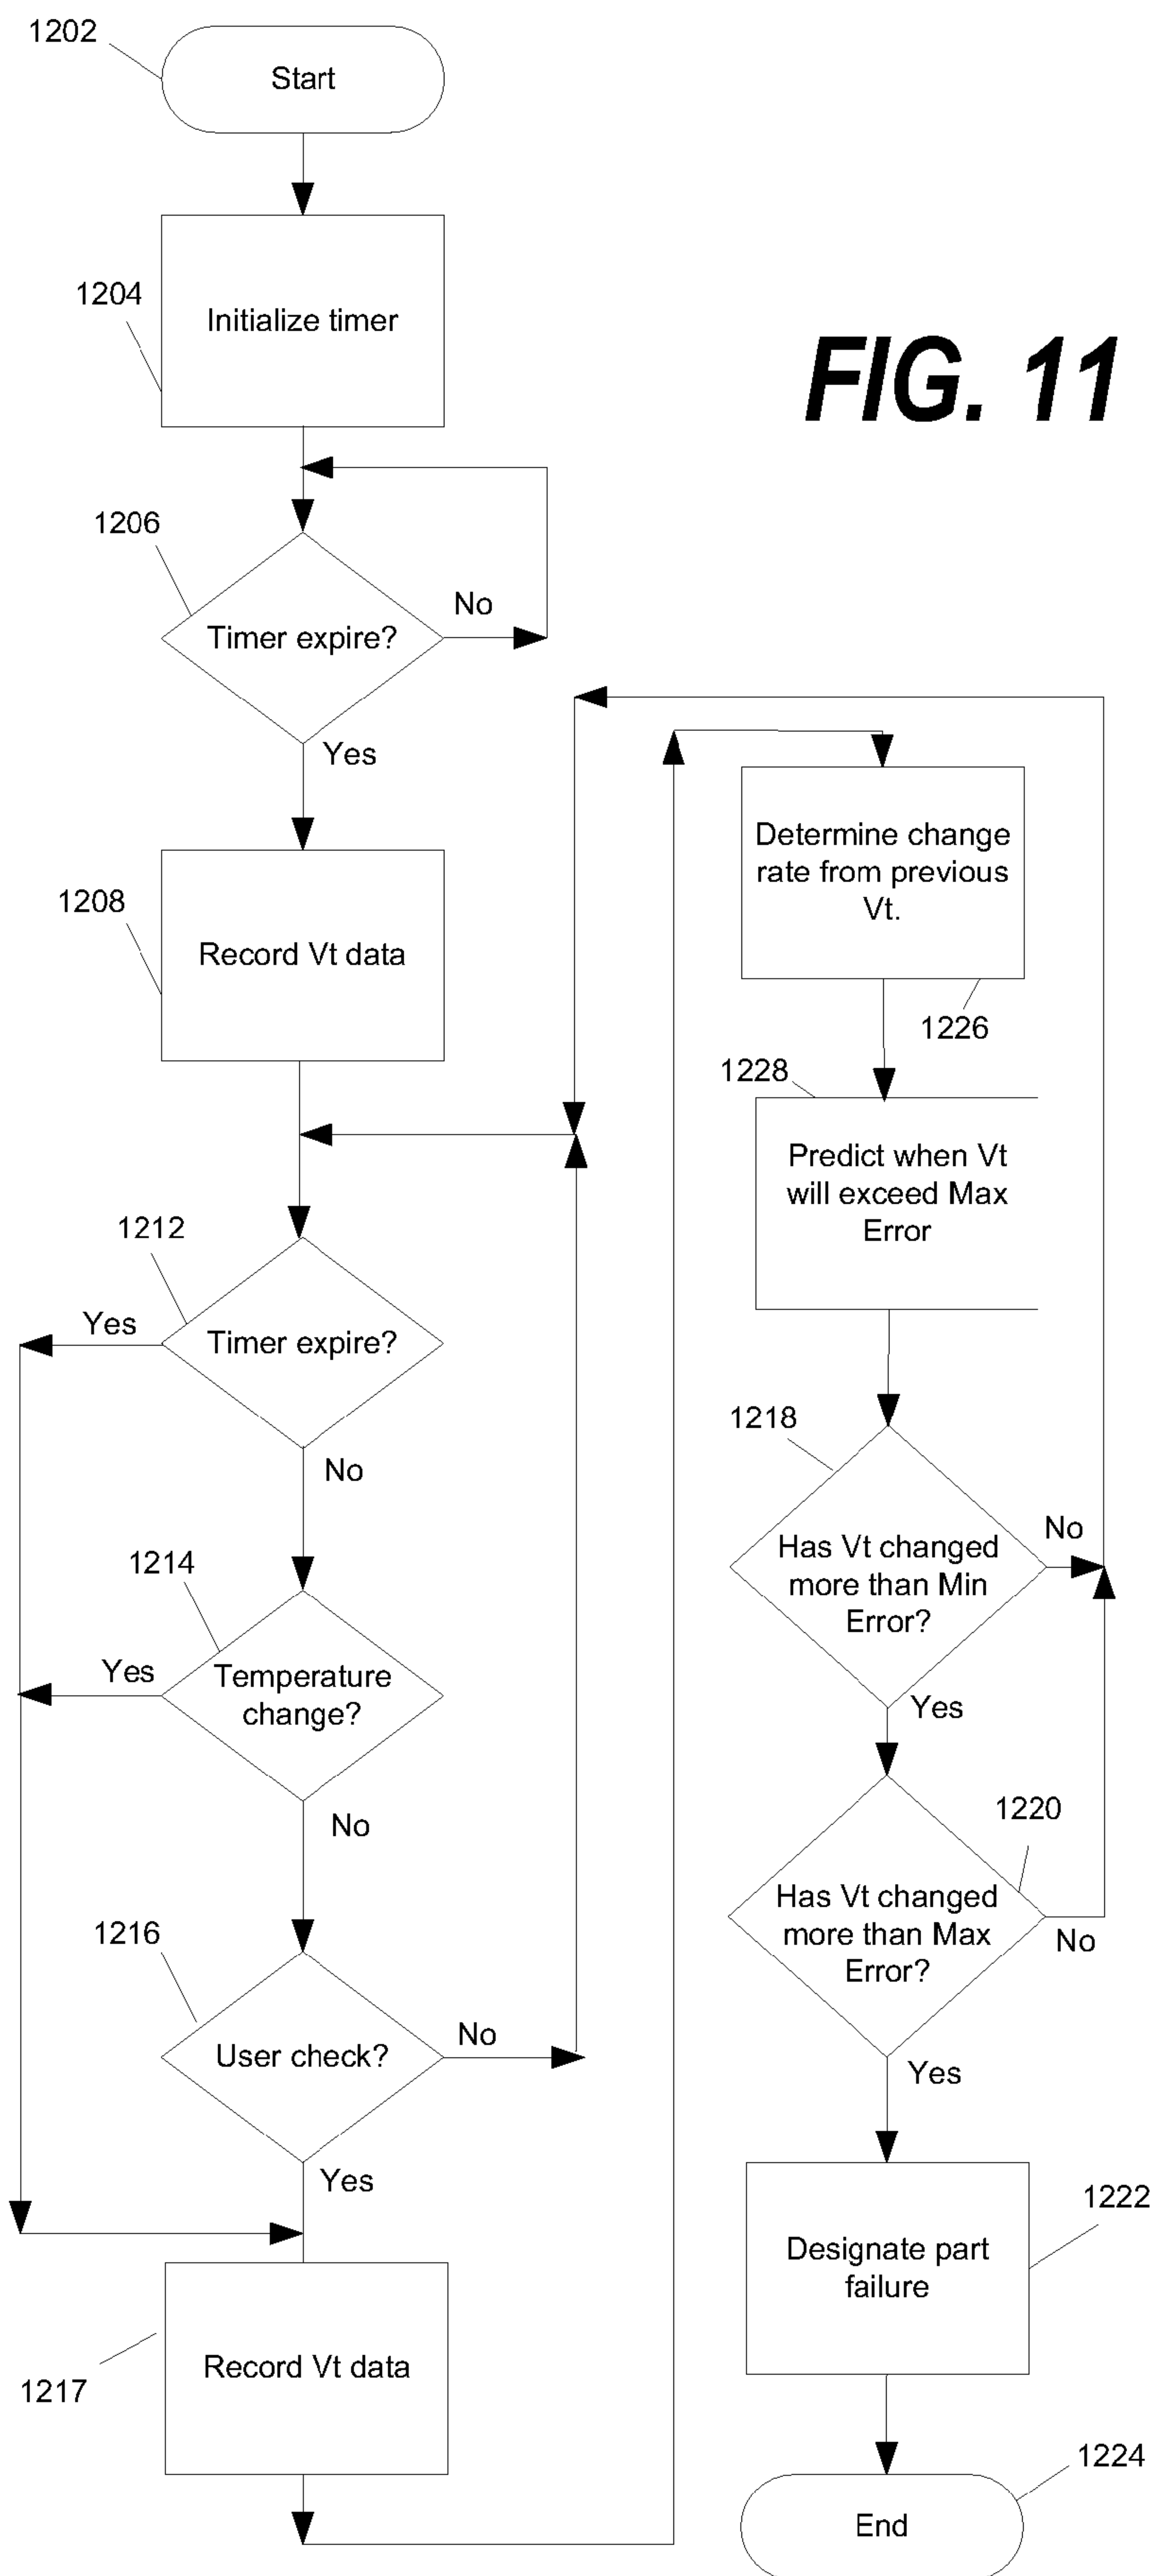 1202
Start
1204
Initialize timer
FIG. 11
1206
Timer expire?
No
Yes
1208
Record Vt data
1212
Yes
Timer expire?
No
1214
Yes
Temperature
change?
No
1216
User check?
No
Yes
1217
Record Vt data
Determine change
rate from previous
Vt.
1226
1228
Predict when Vt
will exceed Max
Error
1218
Has Vt changed
more than Min
Error?
No
Yes
1220
Has Vt changed
more than Max
Error?
No
Yes
1222
Designate part
failure
1224
End